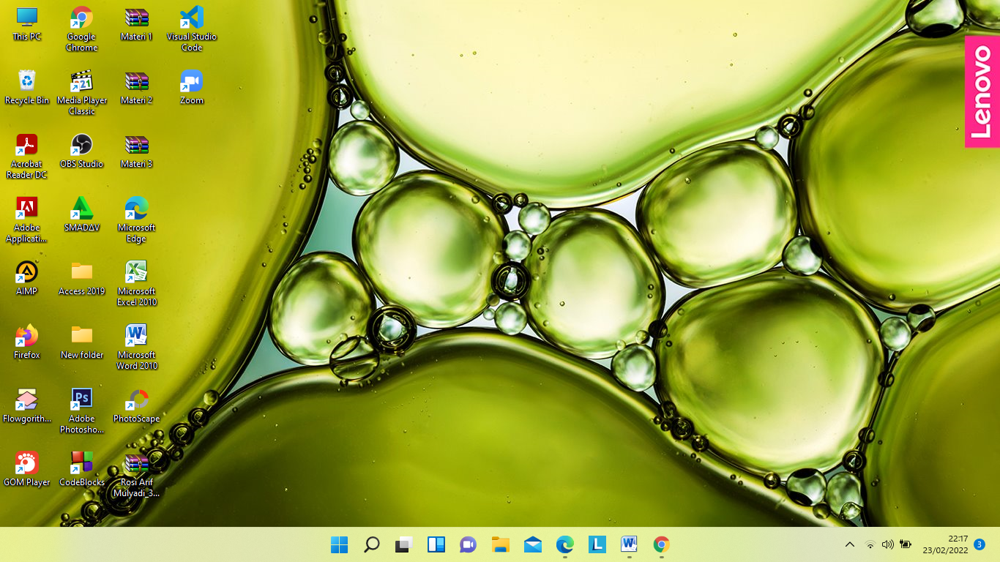 This PC
Google
Chrome
Materi 1
Visual Studio
Code
Recycle Bin
Media Player
Classic
Materi 2
Zoom
Acrobat
Reader DC
OBS Studio
Materi 3
Adobe
Applicati...
SMADΔV
Microsoft
Edge
AIMP
Access 2019
Microsoft
Excel 2010
Firefox
New folder
Microsoft
Word 2010
Flowgorith...
Ps
Adobe
Photosho...
PhotoScape
GOM Player
CodeBlocks
Rosi Arif
Mulyadi_3...
Lenovo
22:17
23/02/2022
3